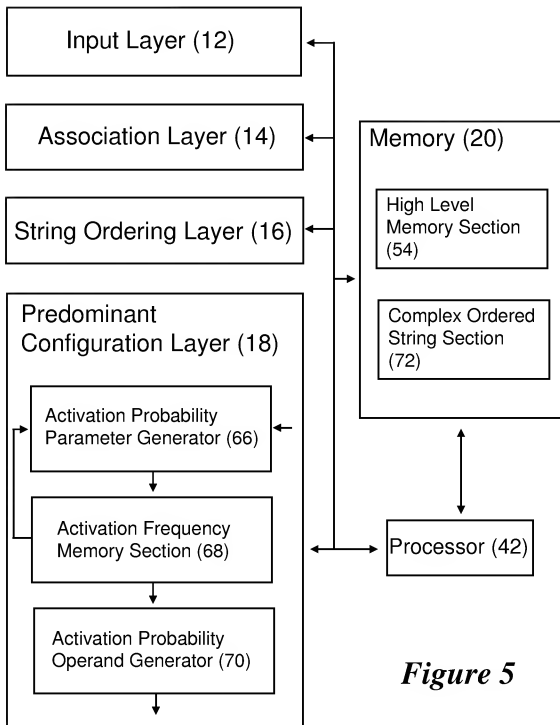 Input Layer (12)
Association Layer (14)
String Ordering Layer (16)
Predominant
Configuration Layer (18)
Activation Probability
Parameter Generator (66)
Activation Frequency
Memory Section (68)
Activation Probability
Operand Generator (70)
Memory (20)
High Level
Memory Section
(54)
Complex Ordered
String Section
(72)
Processor (42)
Figure 5